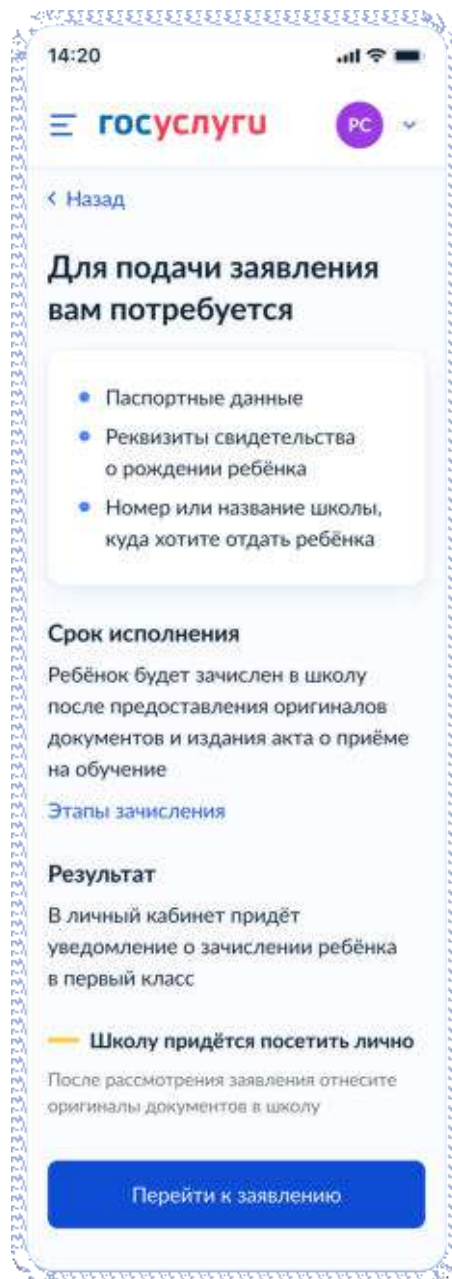 14:20
госуслуги
РС
Назад
Для подачи заявления
вам потребуется
Паспортные данные
Реквизиты свидетельства
о рождении ребёнка
Номер или название школы,
куда хотите отдать ребёнка
Срок исполнения
Ребёнок будет зачислен в школу
после предоставления оригиналов
документов и издания акта о приёме
на обучение
Этапы зачисления
Результат
В личный кабинет придёт
уведомление о зачислении ребёнка
в первый класс
Школу придётся посетить лично
После рассмотрения заявления отнесите
оригиналы документов в школу
Перейти к заявлению